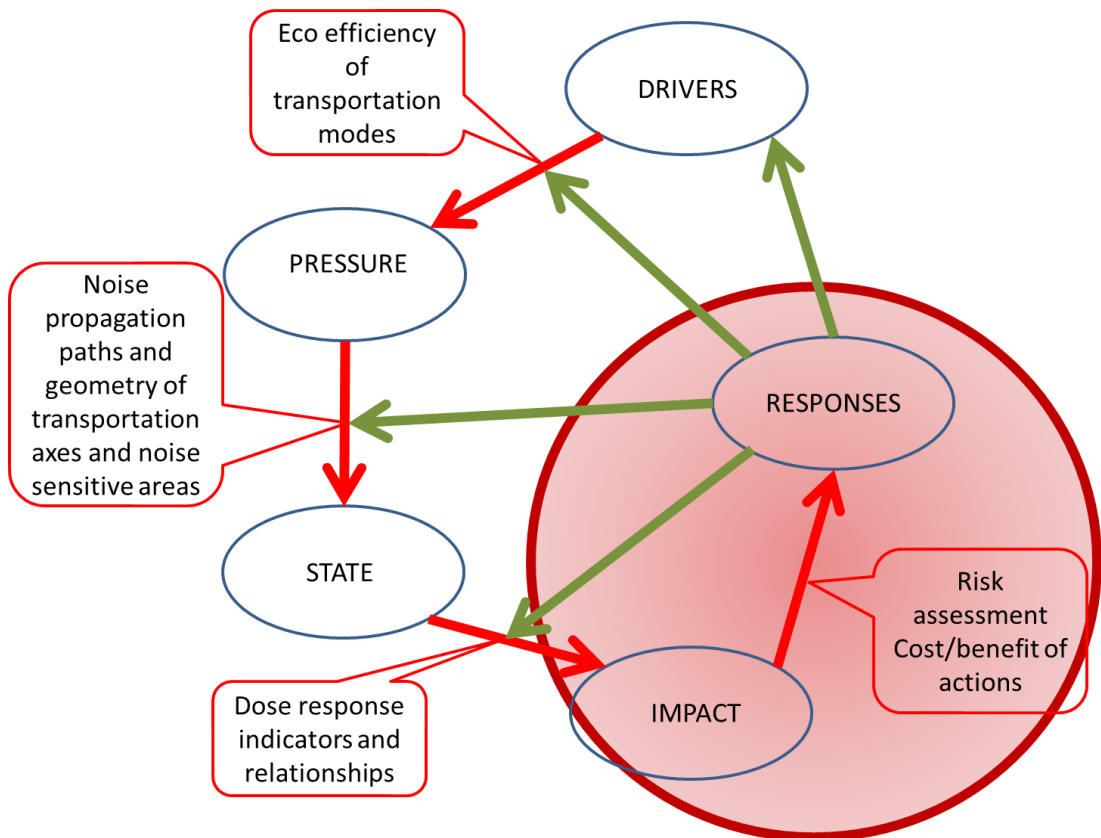 Eco efficiency
of
transportation
modes
DRIVERS
PRESSURE
Noise
propagation
paths and
geometry of
transportation
axes and noise
sensitive areas
RESPONSES
STATE
Risk
assessment
Cost/benefit of
actions
Dose response
indicators and
relationships
IMPACT